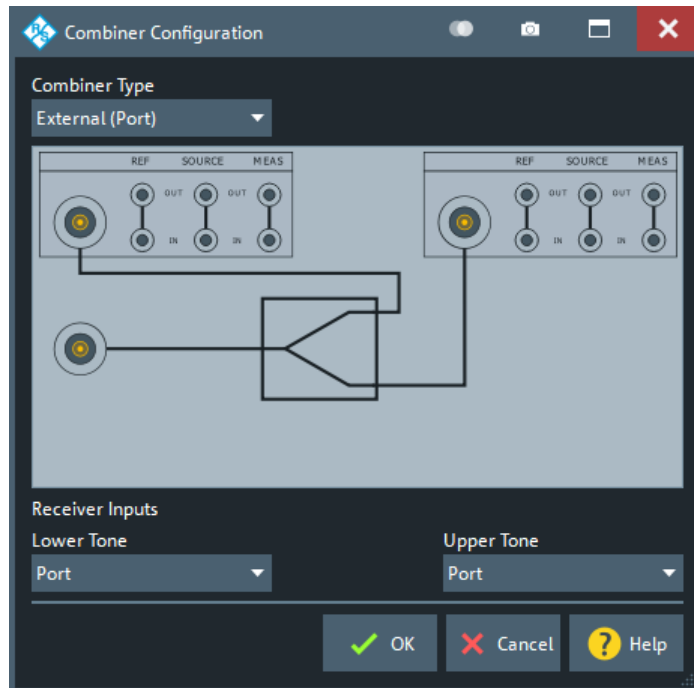 R/S
Combiner Configuration
Combiner Type
External (Port)
REF SOURCE MEAS
OUT OUT
IN IN
REF SOURCE MEAS
OUT OUT
IN IN
Receiver Inputs
Lower Tone
Upper Tone
Port
Port
OK
Cancel
? Help